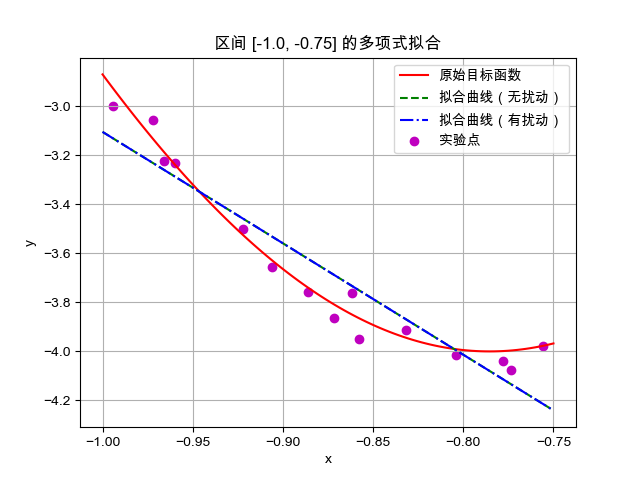 区间 [-1.0, -0.75] 的多项式拟合
原始目标函数
拟合曲线（无扰动）
拟合曲线（有扰动）
实验点
y
−3.0
−3.2
−3.4
−3.6
−3.8
−4.0
−4.2
−1.00
−0.95
−0.90
−0.85
−0.80
−0.75
x